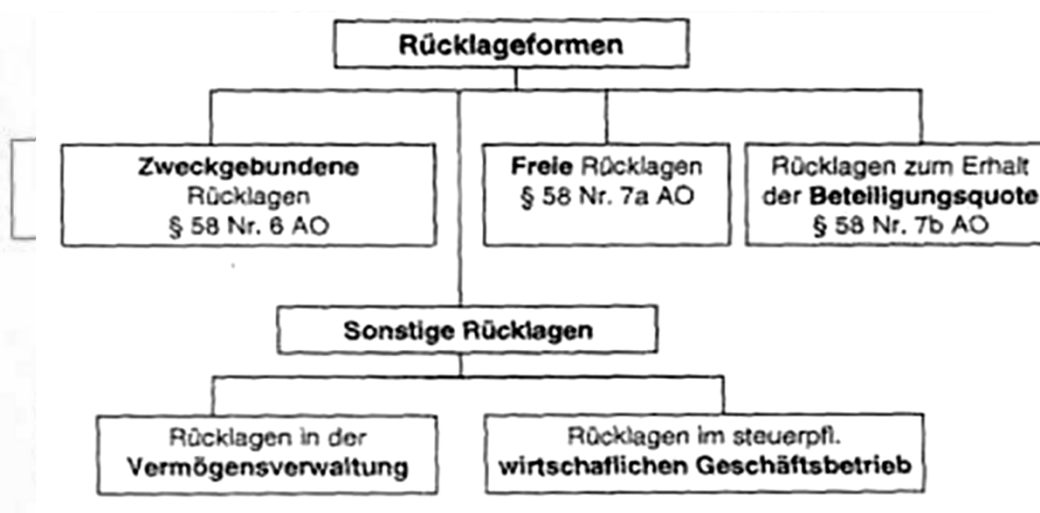 Rücklageformen
Zweckgebundene
Rücklagen
§ 58 Nr. 6 AO
Freie Rücklagen
§ 58 Nr. 7a AO
Rücklagen zum Erhalt
der Beteiligungsquote
§ 58 Nr. 7b AO
Sonstige Rücklagen
Rücklagen in der
Vermögensverwaltung
Rücklagen im steuerpfl.
wirtschaflichen Geschäftsbetrieb